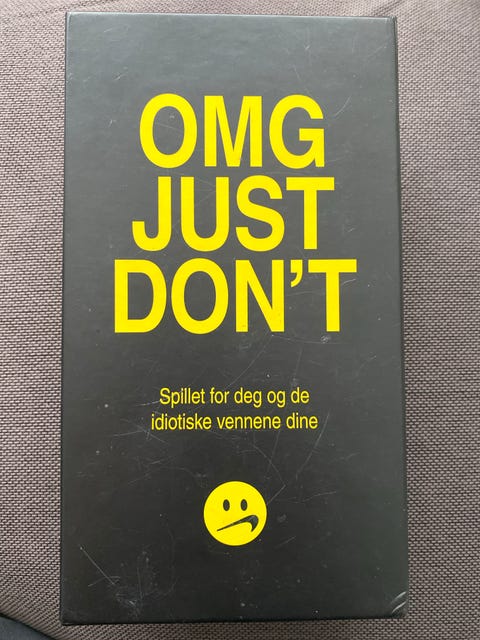 OMG
JUST
DON'T
Spillet for deg og de
idiotiske vennene dine